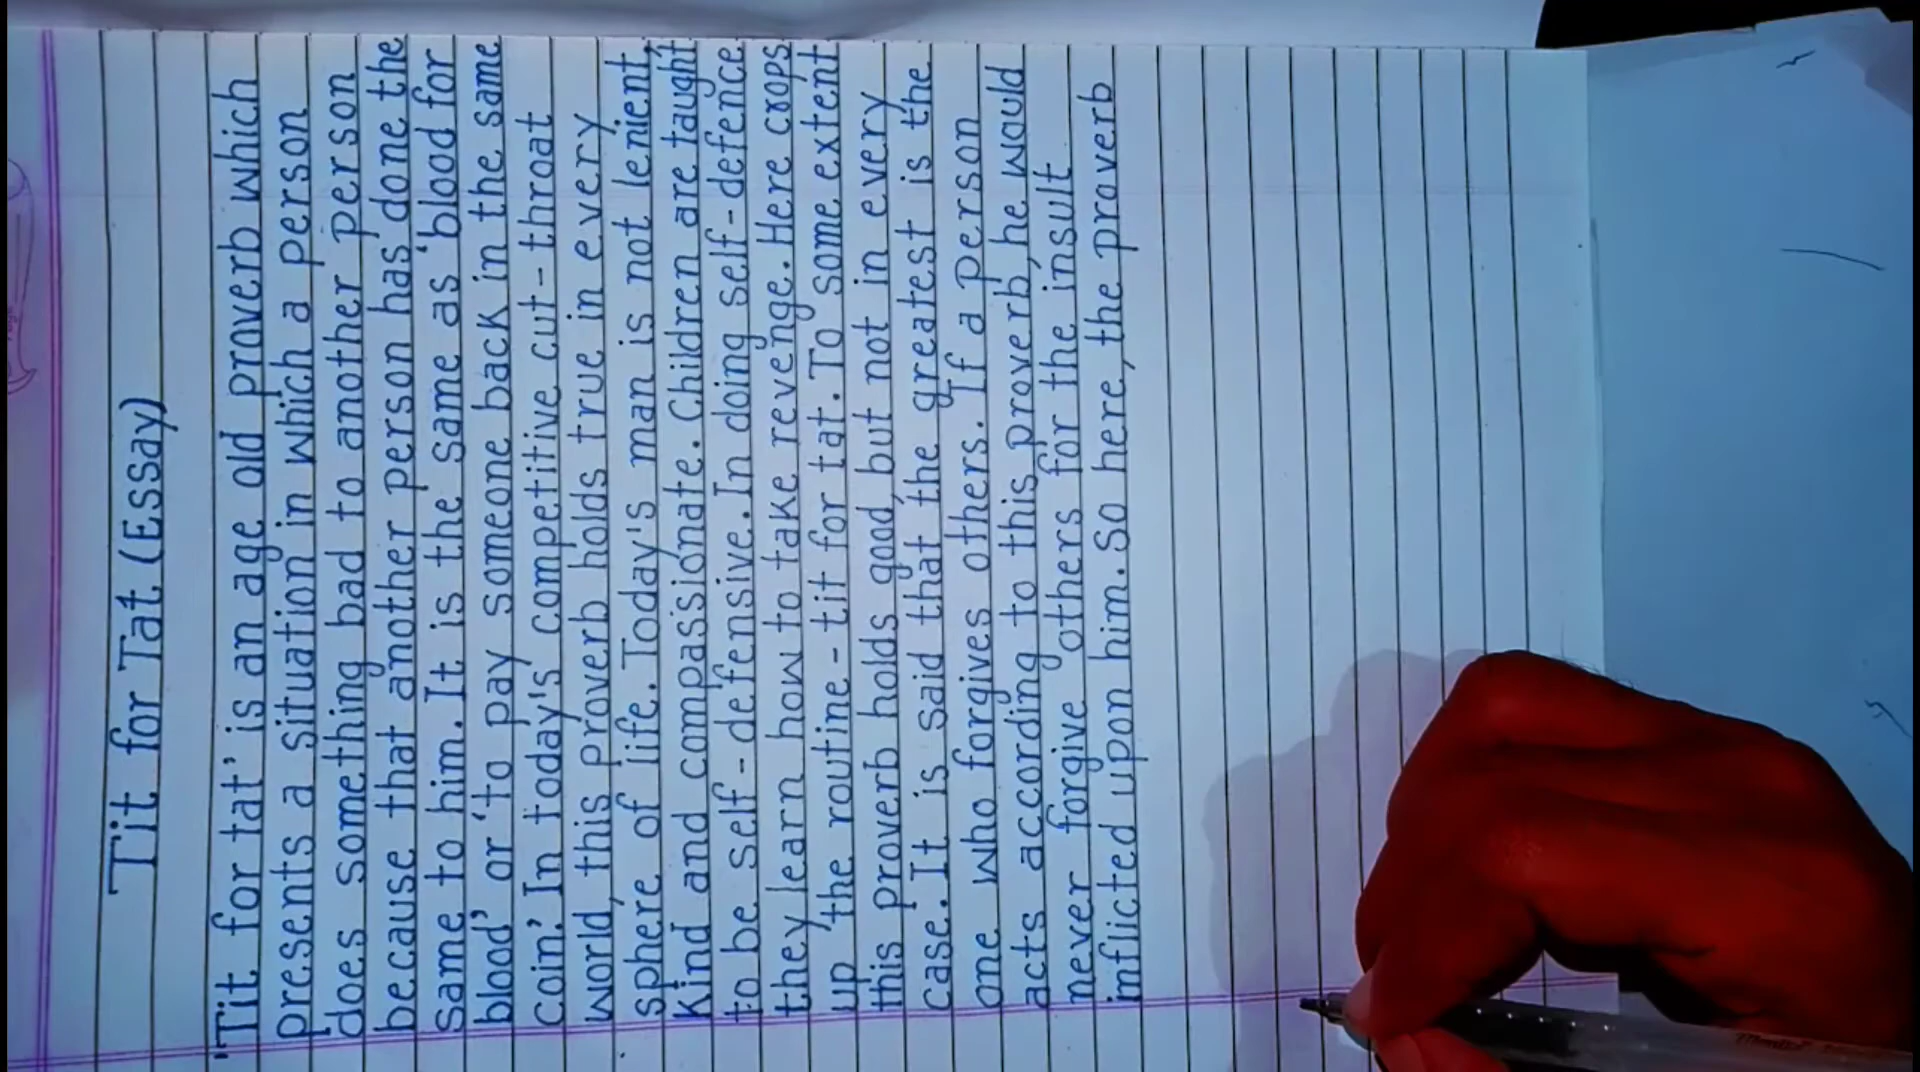 Tit for Tat (Essay)
'Tit for tat' is an age old proverb which
presents a situation in which a person
does something bad to another person
because that another person has done the
same to him. It is the same as 'blood for
blood' or 'to pay someone back in the same
coin.' In today's competitive cut-throat
world, this proverb holds true in every
sphere of life. Today's man is not lenient,
kind and compassionate. Children are taught
to be self-defensive. In doing self-defence
they learn how to take revenge. Here crops
up the routine - tit for tat. To some extent
this proverb holds good, but not in every
case. It is said that the greatest is the
one who forgives others. If a person
acts according to this proverb, he would
never forgive others for the insult
inflicted upon him. So here, the proverb